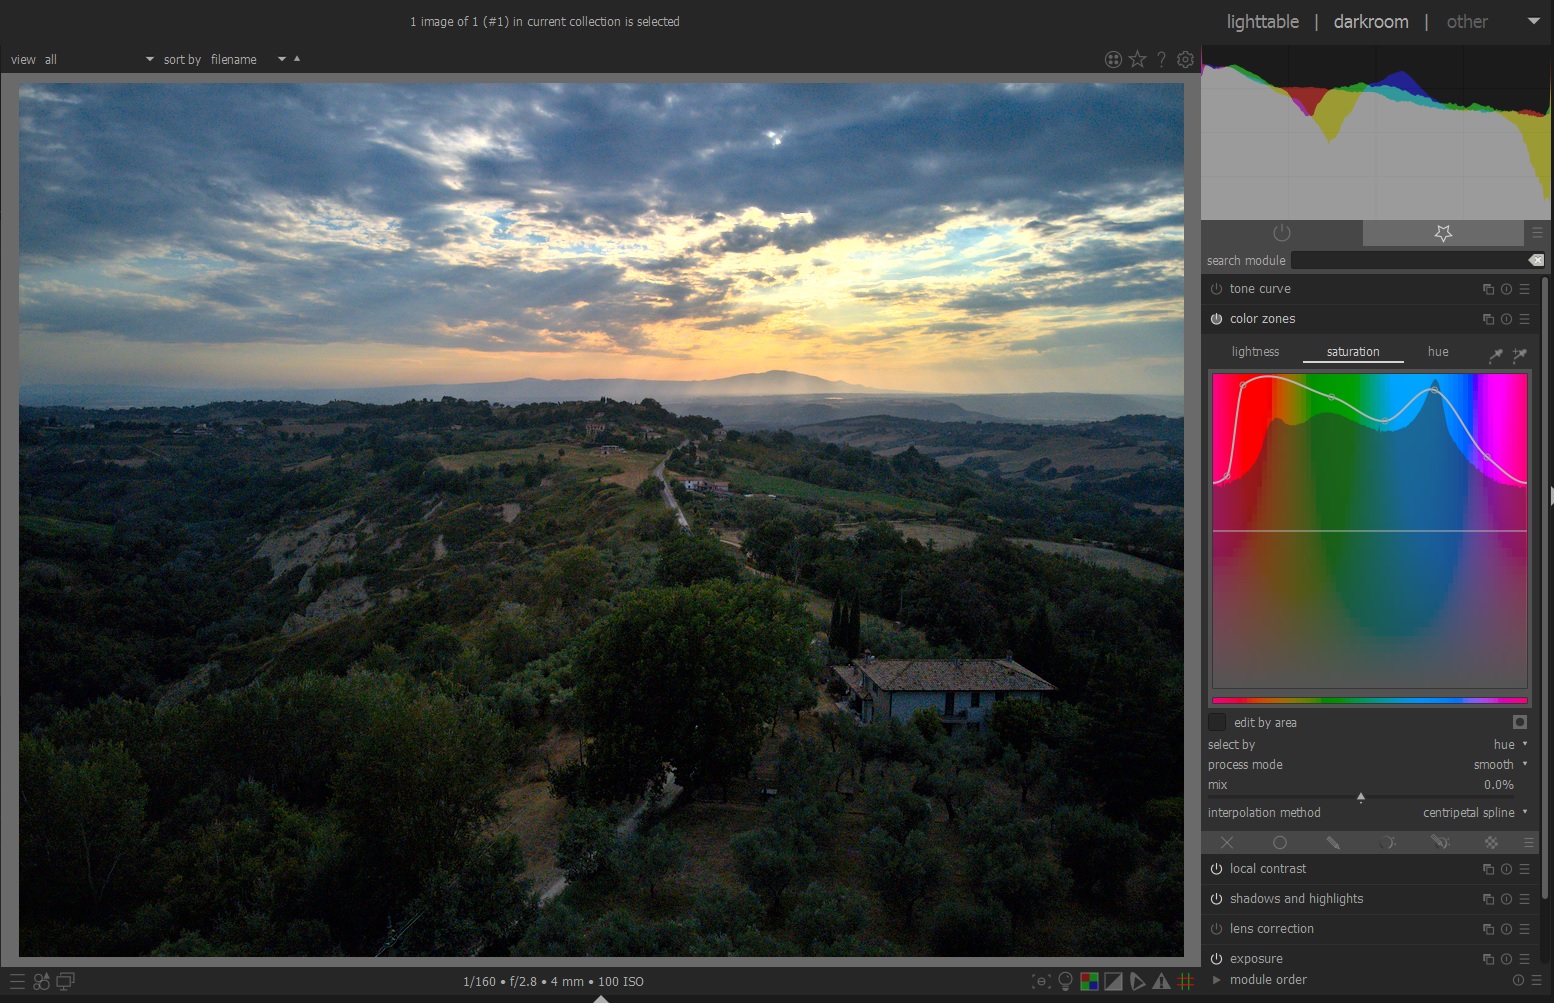 1 image of 1 (#1) in current collection is selected
lighttable | darkroom | other
view all sort by filename
search module
tone curve
color zones
lightness saturation hue
edit by area
select by hue
process mode smooth
mix 0.0%
interpolation method centripetal spline
local contrast
shadows and highlights
lens correction
exposure
1/160 • f/2.8 • 4 mm • 100 ISO
module order